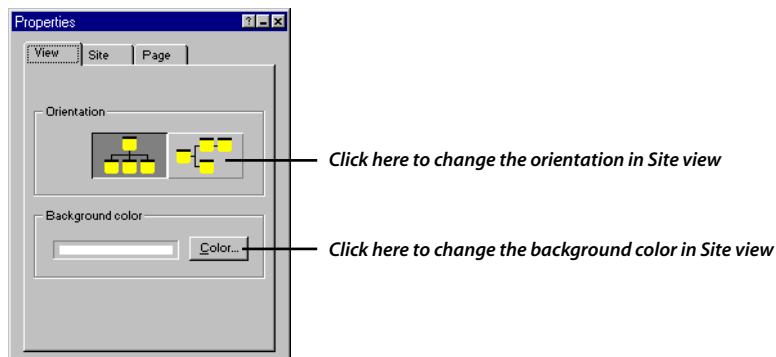 Properties
View Site Page
Orientation
Click here to change the orientation in Site view
Background color
Color...
Click here to change the background color in Site view